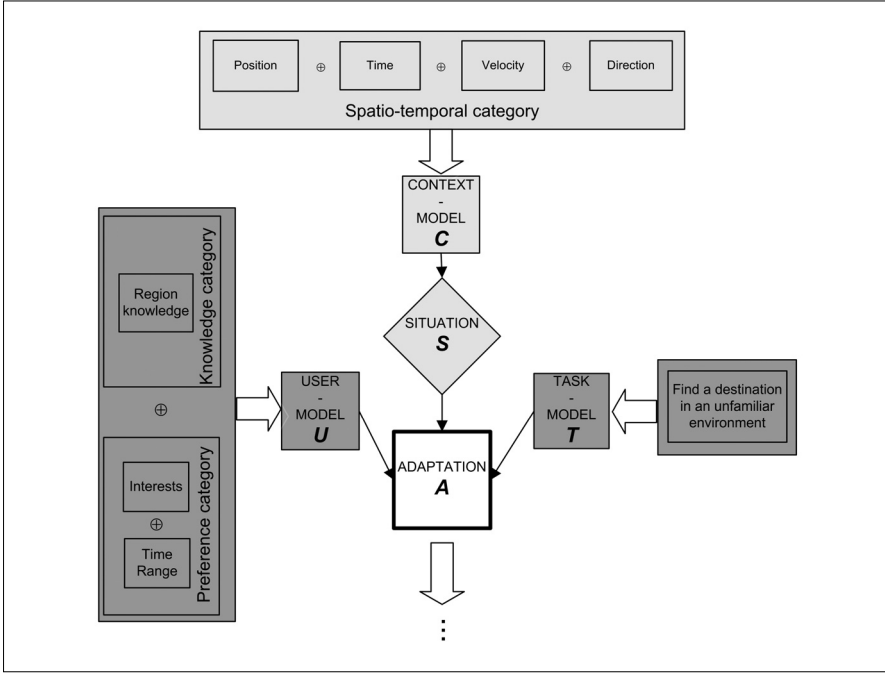 Position ⊕ Time ⊕ Velocity ⊕ Direction
Spatio-temporal category
CONTEXT
-
MODEL
C
SITUATION
S
Knowledge category
Region
knowledge
⊕
Preference category
Interests
⊕
Time
Range
USER
-
MODEL
U
TASK
-
MODEL
T
Find a destination
in an unfamiliar
environment
ADAPTATION
A
⋮